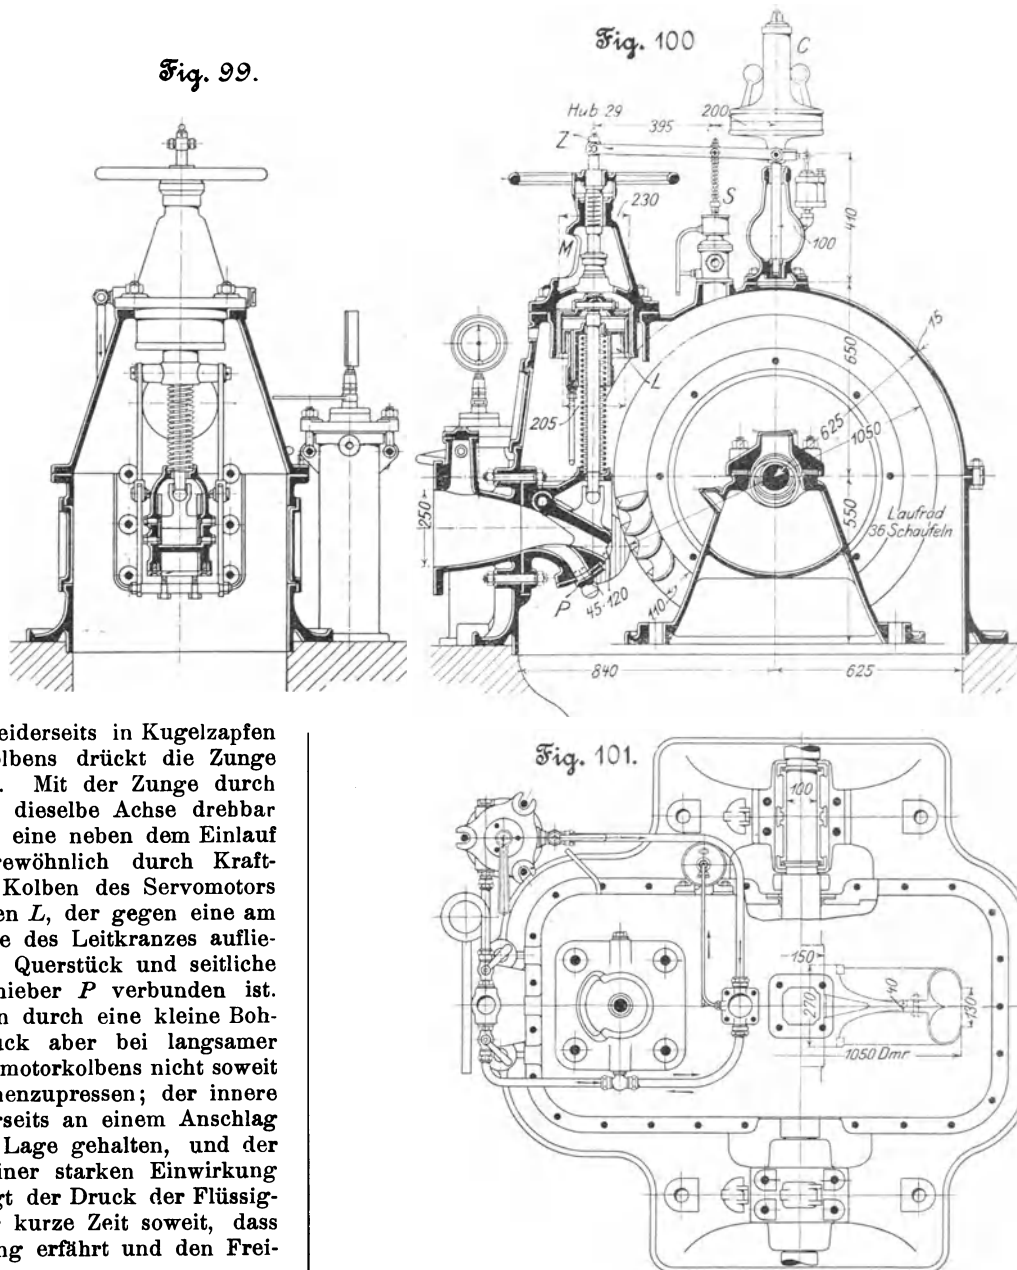 Fig. 99.
Fig. 100
C
Hub 29
200
395
Z
S
230
M
410
100
15
650
L
205
625
1050
250
550
Laufrad
36 Schaufeln
P
45·120
110
840
625
eiderseits in Kugelzapfen
olbens drückt die Zunge
. Mit der Zunge durch
dieselbe Achse drehbar
eine neben dem Einlauf
ewöhnlich durch Kraft-
Kolben des Servomotors
en L, der gegen eine am
e des Leitkranzes auflie-
Querstück und seitliche
hieber P verbunden ist.
n durch eine kleine Boh-
uck aber bei langsamer
motorkolbens nicht soweit
nenzupressen; der innere
rseits an einem Anschlag
Lage gehalten, und der
einer starken Einwirkung
gt der Druck der Flüssig-
r kurze Zeit soweit, dass
ng erfährt und den Frei-
Fig. 101.
100
150
270
40
130
1050 Dmr
100